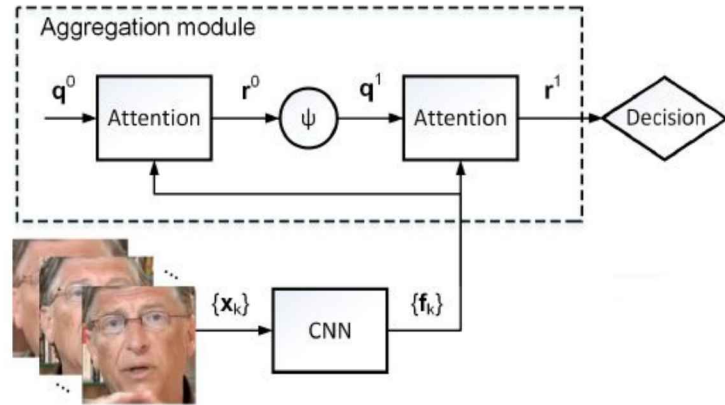 Aggregation module
q⁰
Attention
r⁰
ψ
q¹
Attention
r¹
Decision
...
{xₖ}
CNN
{fₖ}
...